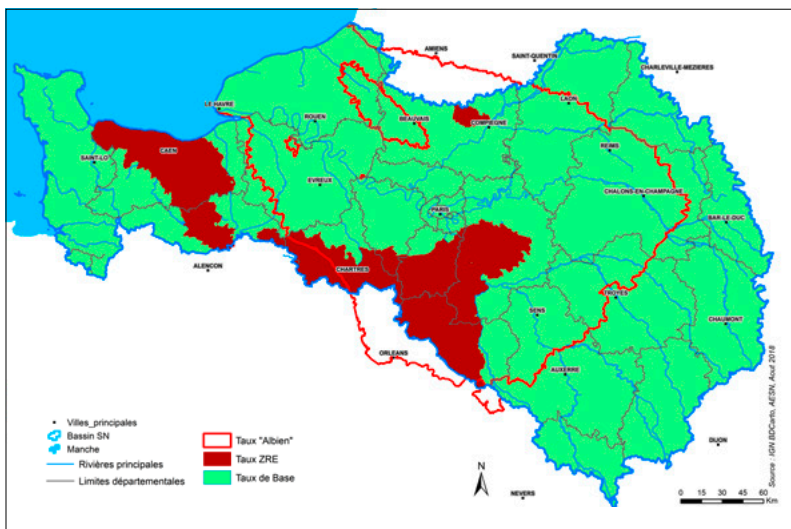 AMIENS
SAINT-QUENTIN
CHARLEVILLE-MEZIERES
LE HAVRE
ROUEN
BEAUVAIS
COMPIEGNE
LAON
REIMS
CAEN
SAINT-LO
EVREUX
CHALONS-EN-CHAMPAGNE
PARIS
BAR-LE-DUC
ALENCON
CHARTRES
TROYES
SENS
CHAUMONT
ORLEANS
AUXERRE
DIJON
NEVERS
Villes_principales
Bassin SN
Manche
Rivières principales
Limites départementales
Taux "Albien"
Taux ZRE
Taux de Base
N
0 15 30 45 60
Km
Source : IGN BDCarto, AESN, Aout 2018